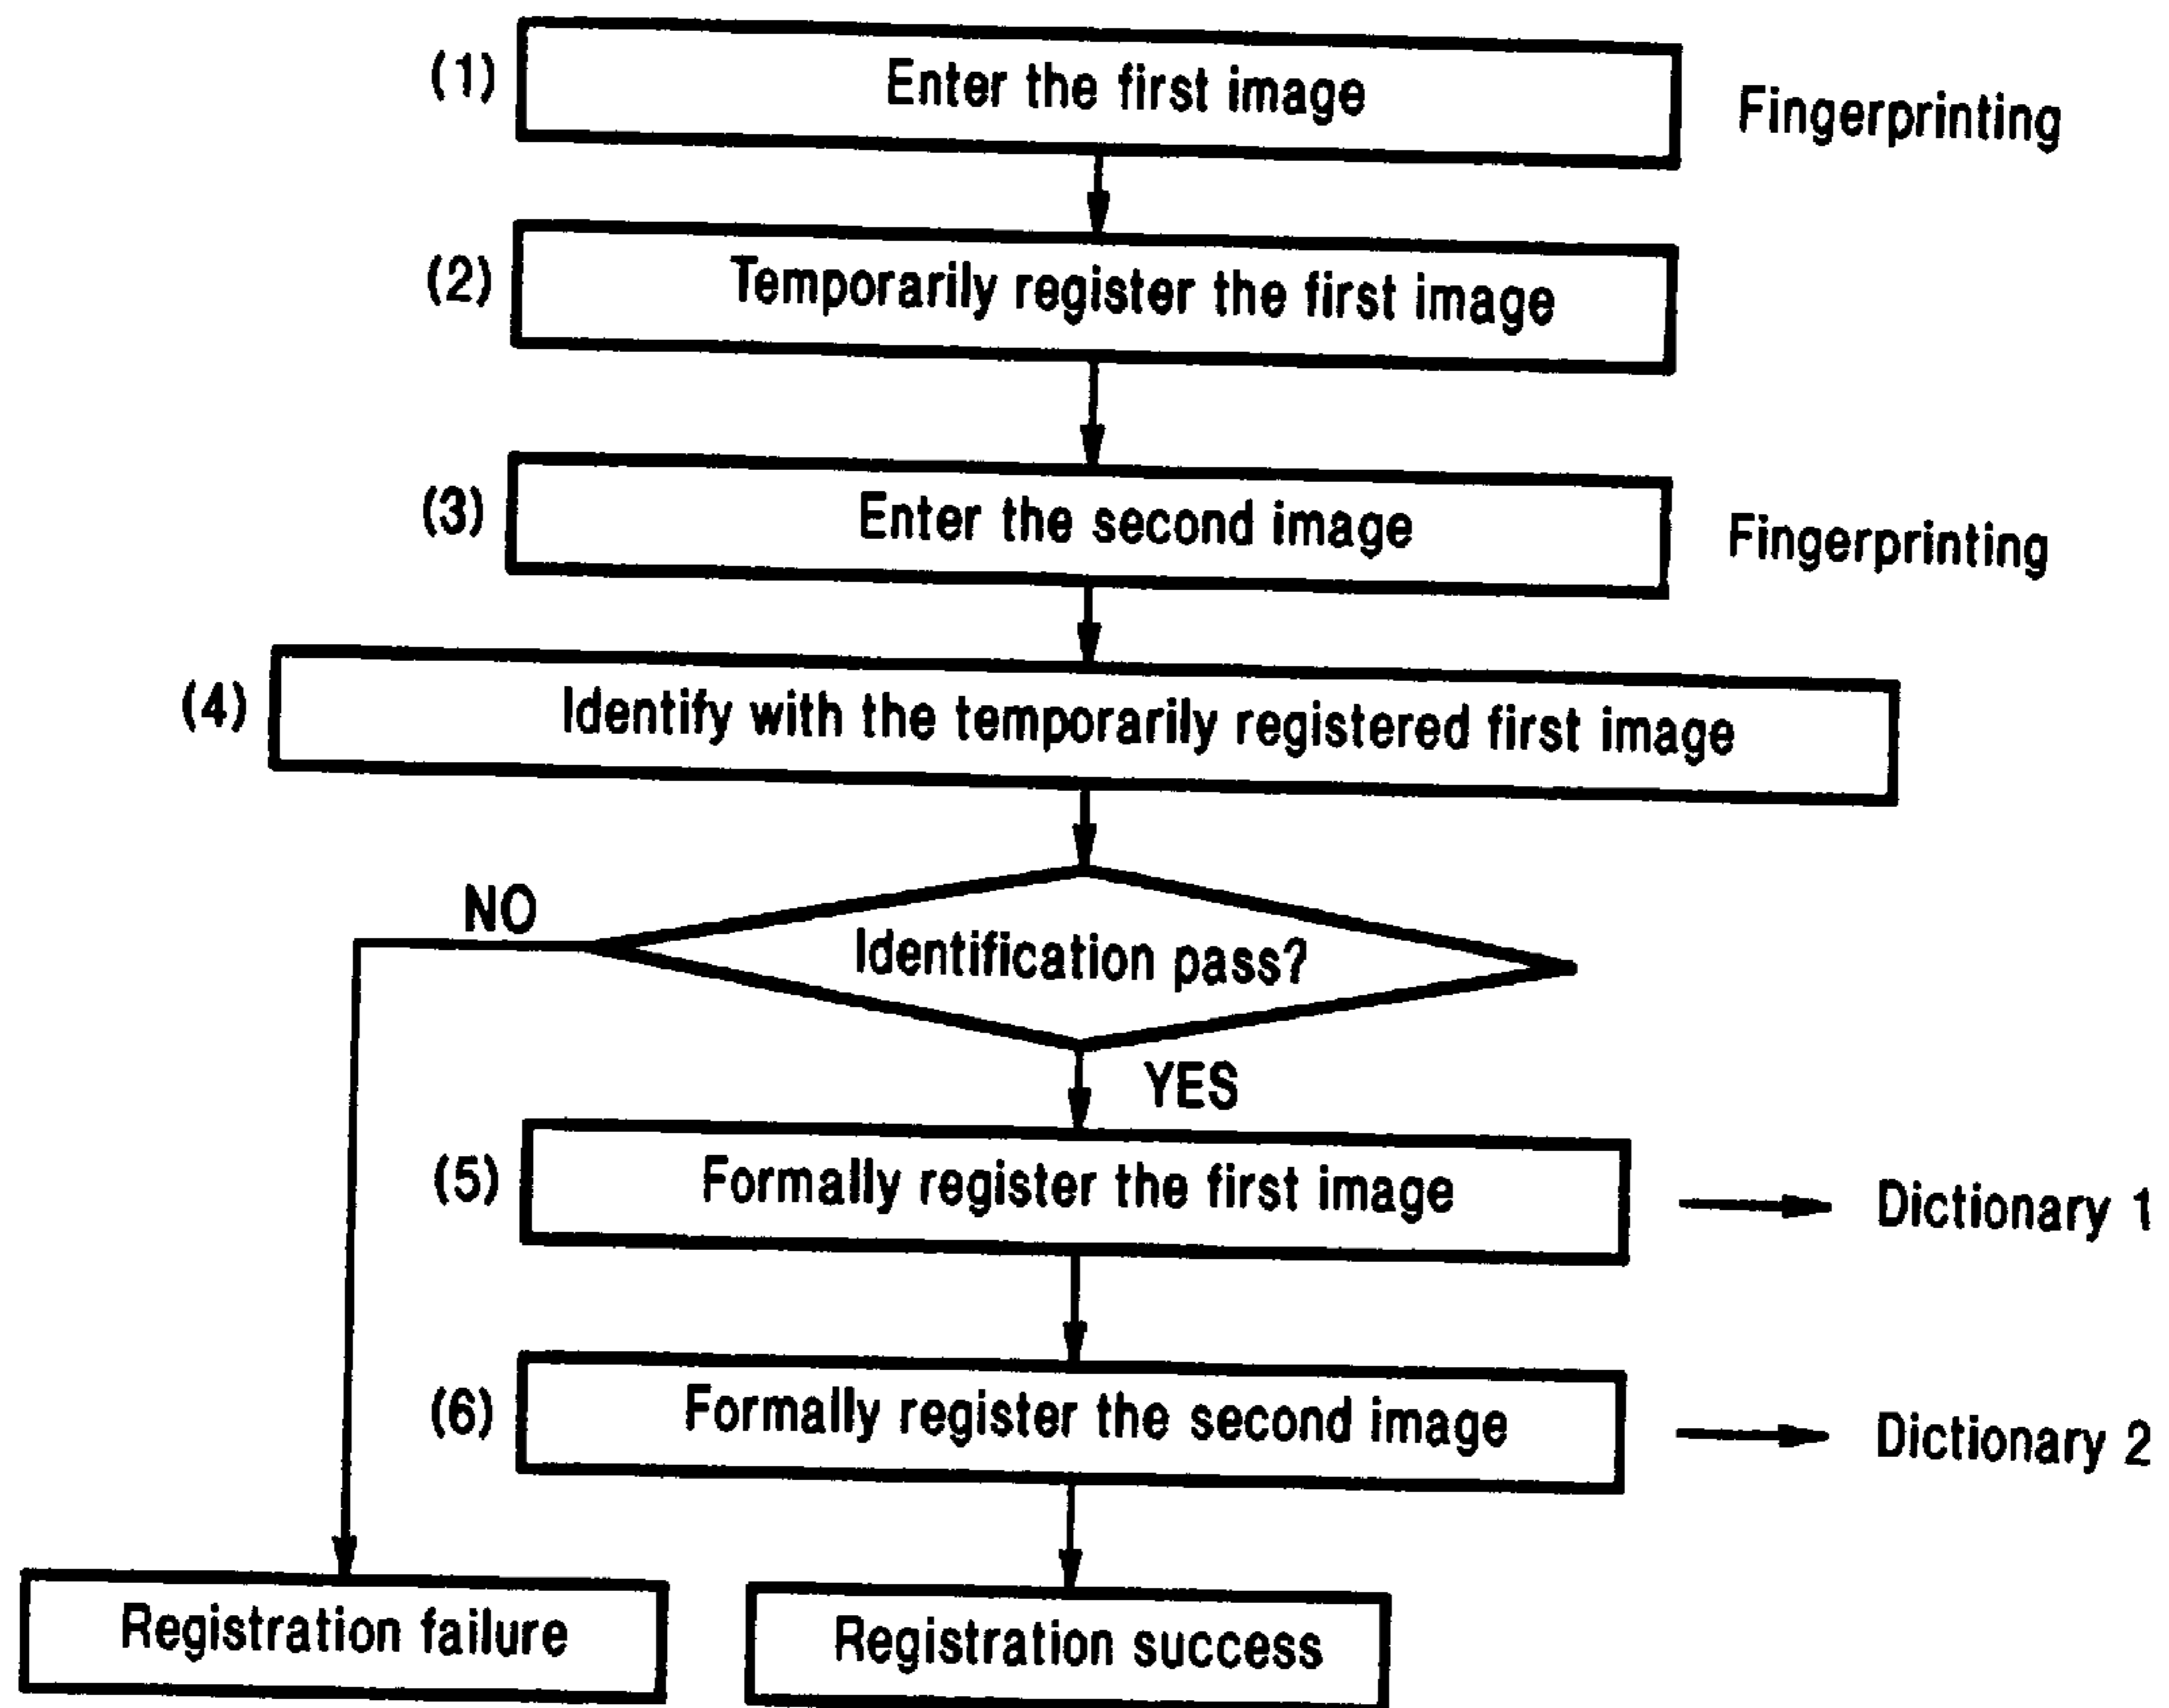 (1) Enter the first image Fingerprinting
(2) Temporarily register the first image
(3) Enter the second image Fingerprinting
(4) Identify with the temporarily registered first image
NO
Identification pass?
YES
(5) Formally register the first image Dictionary 1
(6) Formally register the second image Dictionary 2
Registration failure
Registration success